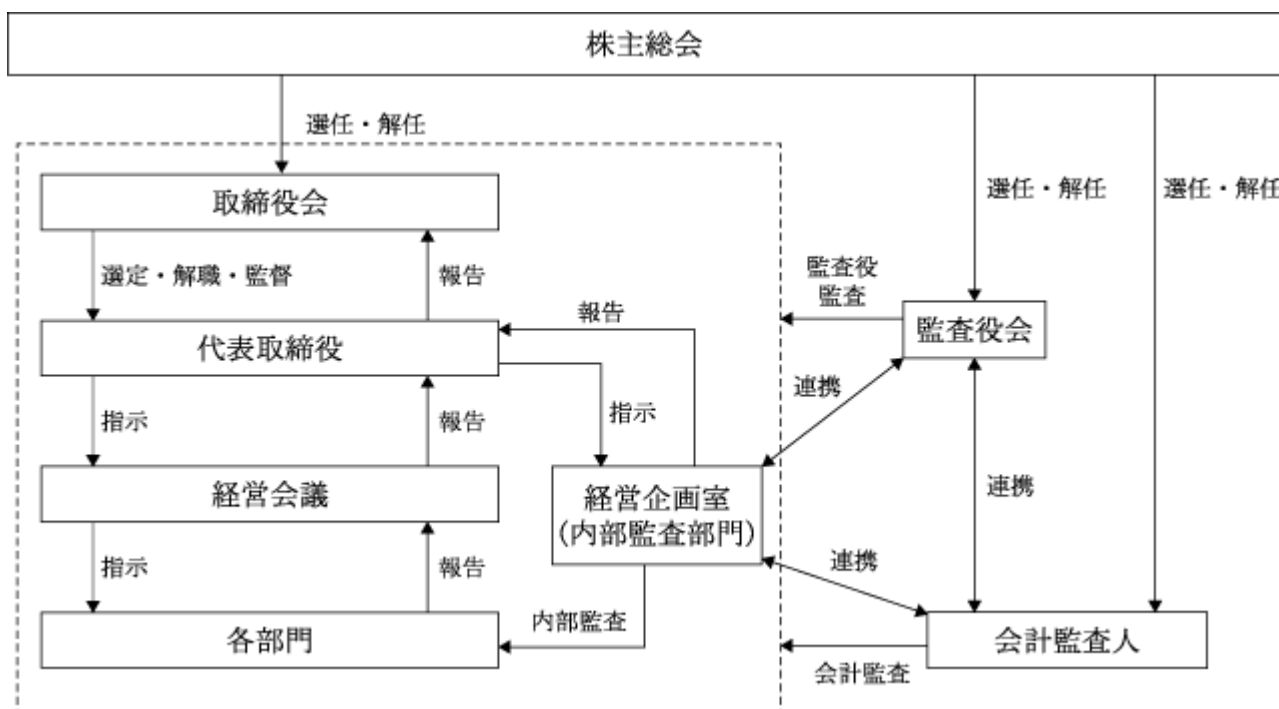 株主総会
選任・解任
選任・解任
選任・解任
取締役会
選定・解職・監督
報告
監査役
監査
報告
監査役会
代表取締役
連携
指示
報告
指示
経営会議
経営企画室
(内部監査部門)
連携
指示
報告
連携
内部監査
各部門
会計監査人
会計監査